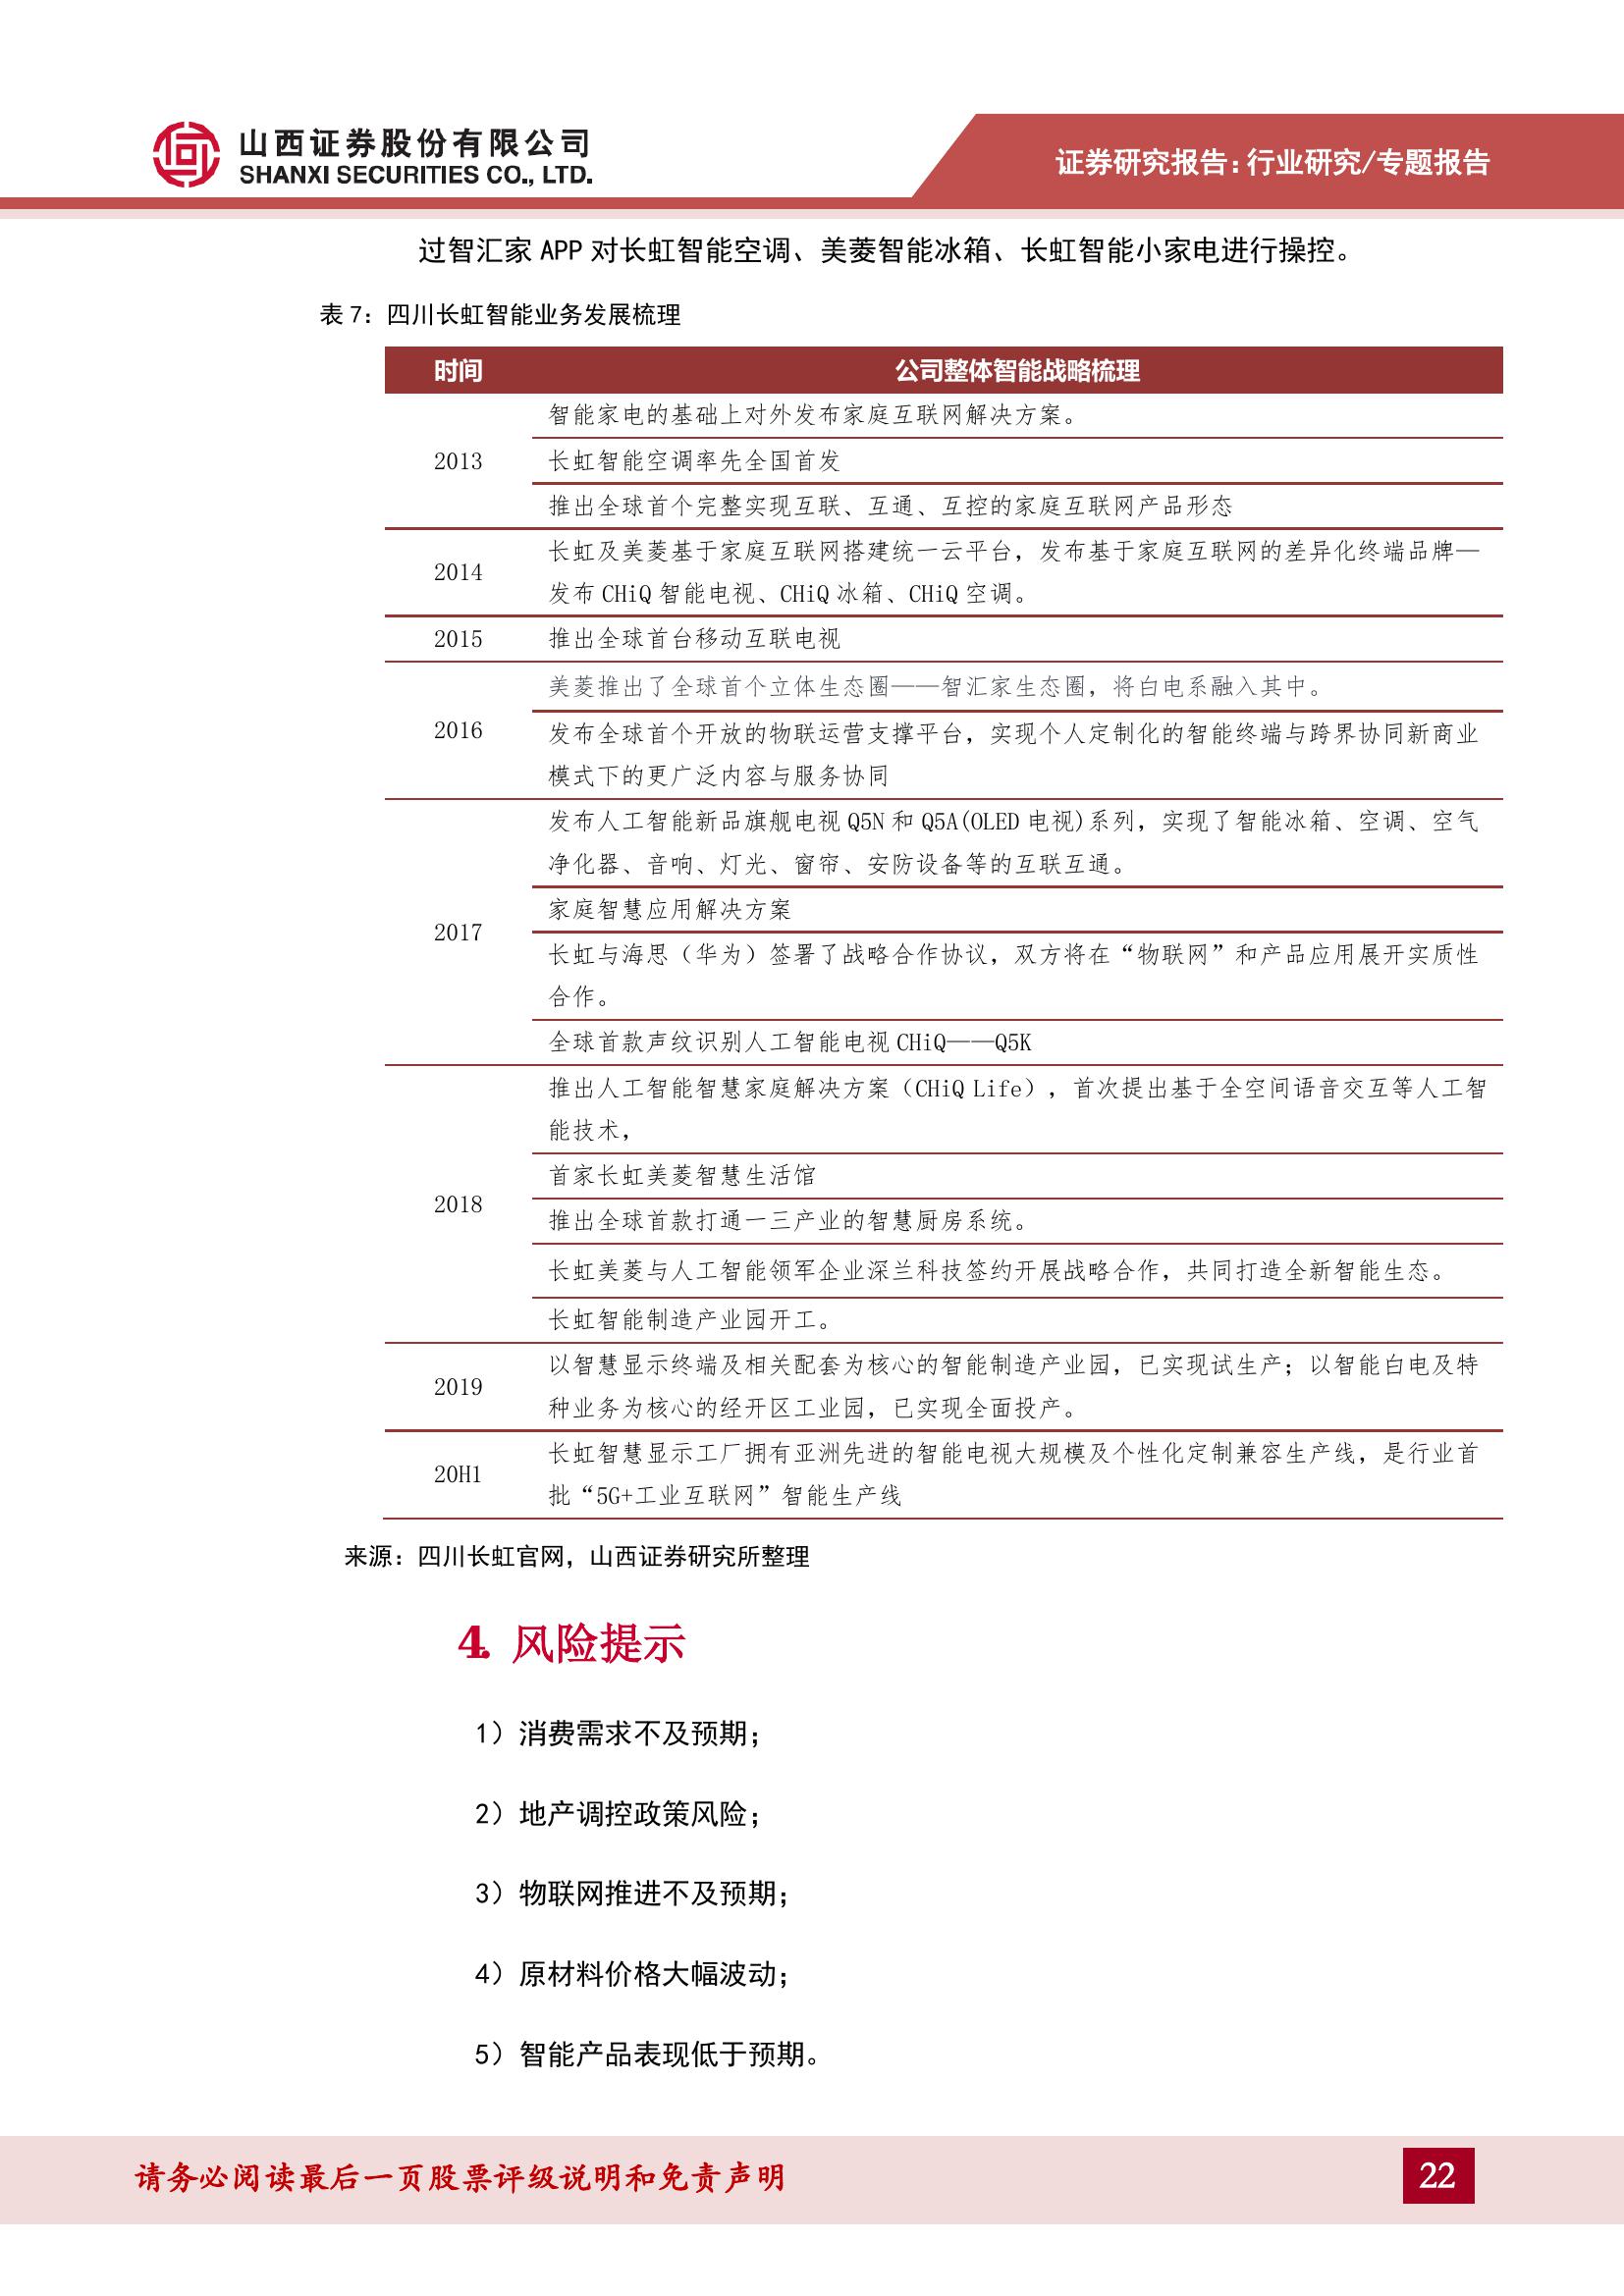 山西证券股份有限公司
SHANXI SECURITIES CO., LTD.
证券研究报告:行业研究/专题报告
过智汇家 APP 对长虹智能空调、美菱智能冰箱、长虹智能小家电进行操控。
表 7：四川长虹智能业务发展梳理
时间 公司整体智能战略梳理
智能家电的基础上对外发布家庭互联网解决方案。
2013 长虹智能空调率先全国首发
推出全球首个完整实现互联、互通、互控的家庭互联网产品形态
2014
长虹及美菱基于家庭互联网搭建统一云平台，发布基于家庭互联网的差异化终端品牌—
发布 CHiQ 智能电视、CHiQ 冰箱、CHiQ 空调。
2015 推出全球首台移动互联电视
2016
美菱推出了全球首个立体生态圈——智汇家生态圈，将白电系融入其中。
发布全球首个开放的物联运营支撑平台，实现个人定制化的智能终端与跨界协同新商业
模式下的更广泛内容与服务协同
2017
发布人工智能新品旗舰电视 Q5N 和 Q5A(OLED 电视)系列，实现了智能冰箱、空调、空气
净化器、音响、灯光、窗帘、安防设备等的互联互通。
家庭智慧应用解决方案
长虹与海思（华为）签署了战略合作协议，双方将在“物联网”和产品应用展开实质性
合作。
全球首款声纹识别人工智能电视 CHiQ——Q5K
2018
推出人工智能智慧家庭解决方案（CHiQ Life），首次提出基于全空间语音交互等人工智
能技术，
首家长虹美菱智慧生活馆
推出全球首款打通一三产业的智慧厨房系统。
长虹美菱与人工智能领军企业深兰科技签约开展战略合作，共同打造全新智能生态。
长虹智能制造产业园开工。
2019
以智慧显示终端及相关配套为核心的智能制造产业园，已实现试生产；以智能白电及特
种业务为核心的经开区工业园，已实现全面投产。
20H1
长虹智慧显示工厂拥有亚洲先进的智能电视大规模及个性化定制兼容生产线，是行业首
批“5G+工业互联网”智能生产线
来源：四川长虹官网，山西证券研究所整理
4. 风险提示
1）消费需求不及预期；
2）地产调控政策风险；
3）物联网推进不及预期；
4）原材料价格大幅波动；
5）智能产品表现低于预期。
请务必阅读最后一页股票评级说明和免责声明
22